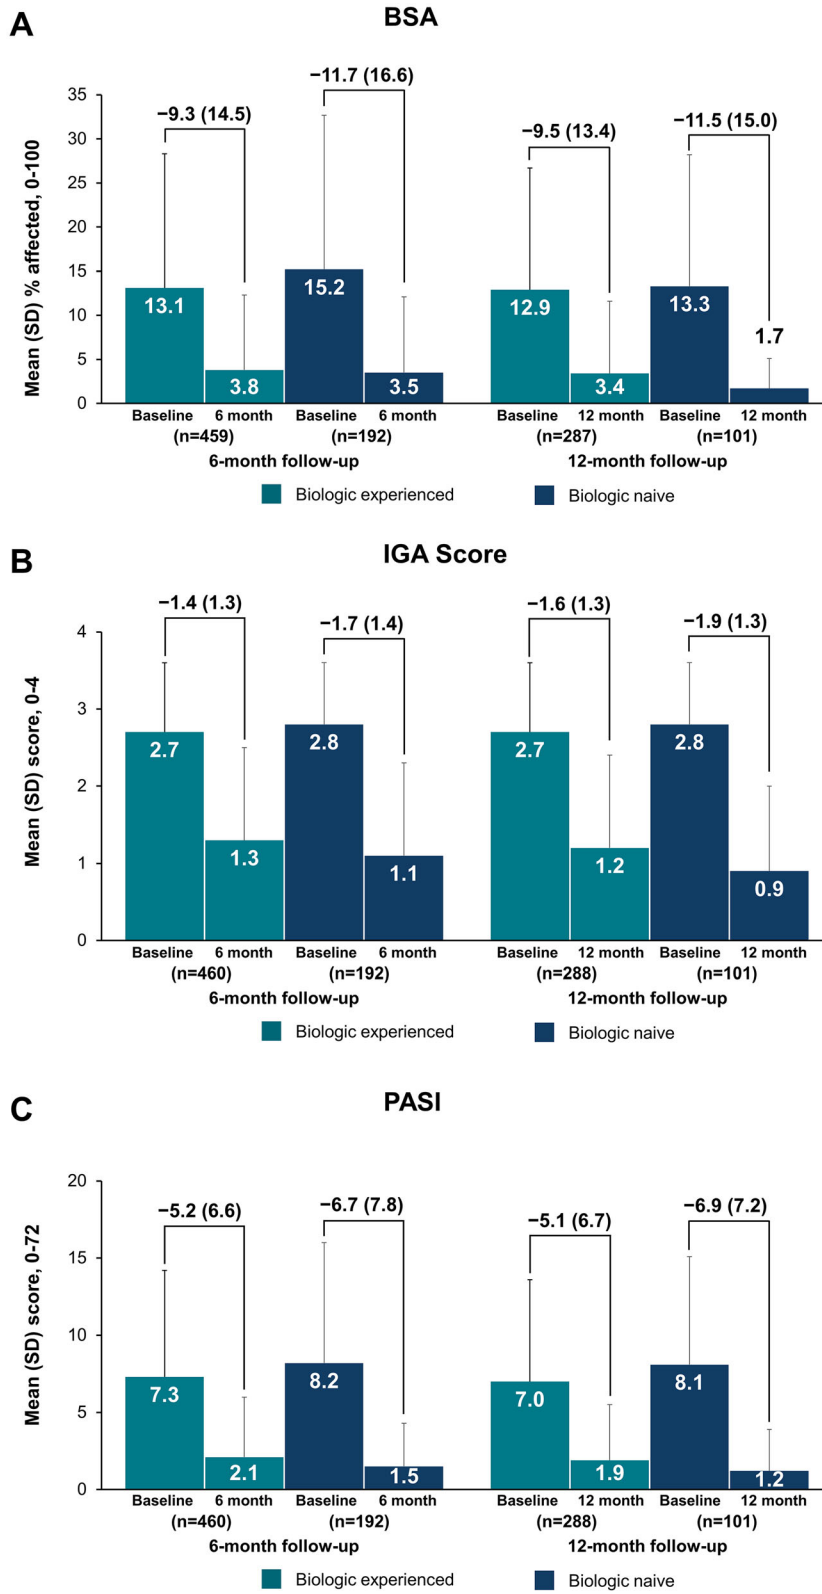 A
BSA
Mean (SD) % affected, 0-100
35
30
25
20
15
10
5
0
−9.3 (14.5)
−11.7 (16.6)
−9.5 (13.4)
−11.5 (15.0)
13.1
3.8
15.2
3.5
12.9
3.4
13.3
1.7
Baseline 6 month Baseline 6 month Baseline 12 month Baseline 12 month
(n=459) (n=192) (n=287) (n=101)
6-month follow-up 12-month follow-up
Biologic experienced Biologic naive
B
IGA Score
Mean (SD) score, 0-4
4
3
2
1
0
−1.4 (1.3)
−1.7 (1.4)
−1.6 (1.3)
−1.9 (1.3)
2.7
1.3
2.8
1.1
2.7
1.2
2.8
0.9
Baseline 6 month Baseline 6 month Baseline 12 month Baseline 12 month
(n=460) (n=192) (n=288) (n=101)
6-month follow-up 12-month follow-up
Biologic experienced Biologic naive
C
PASI
Mean (SD) score, 0-72
20
15
10
5
0
−5.2 (6.6)
−6.7 (7.8)
−5.1 (6.7)
−6.9 (7.2)
7.3
2.1
8.2
1.5
7.0
1.9
8.1
1.2
Baseline 6 month Baseline 6 month Baseline 12 month Baseline 12 month
(n=460) (n=192) (n=288) (n=101)
6-month follow-up 12-month follow-up
Biologic experienced Biologic naive